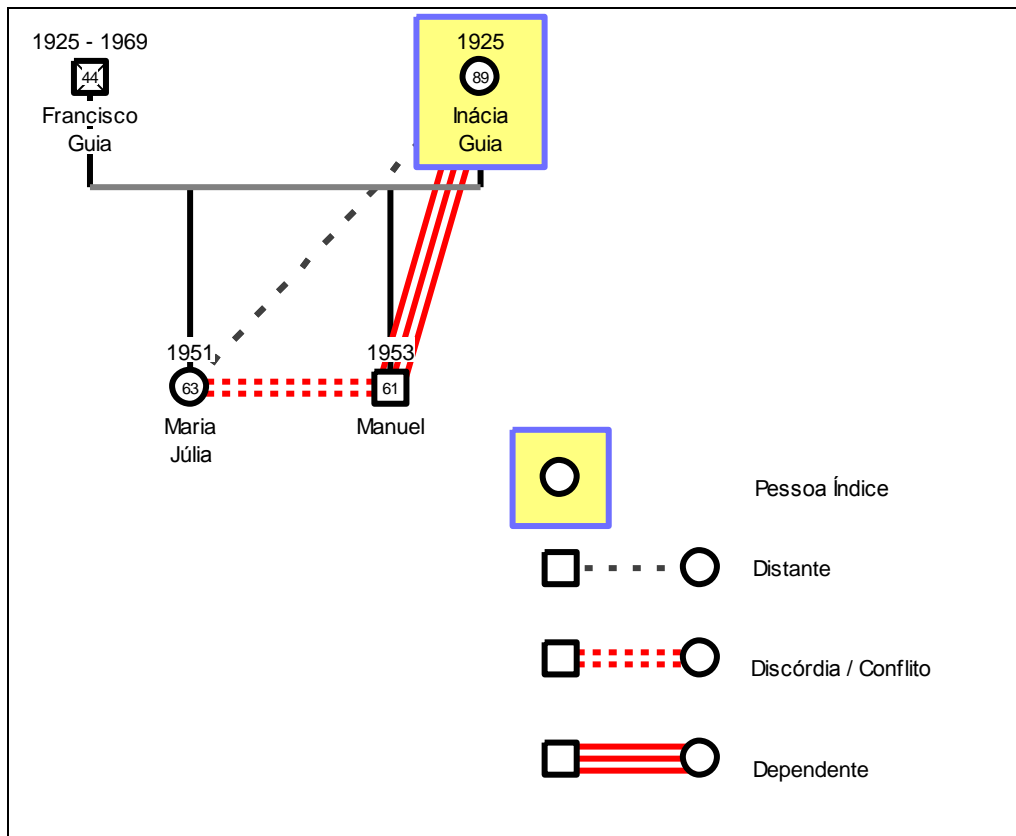 1925 - 1969
44
Francisco
Guia
1925
89
Inácia
Guia
1951
63
Maria
Júlia
1953
61
Manuel
Pessoa Índice
Distante
Discórdia / Conflito
Dependente